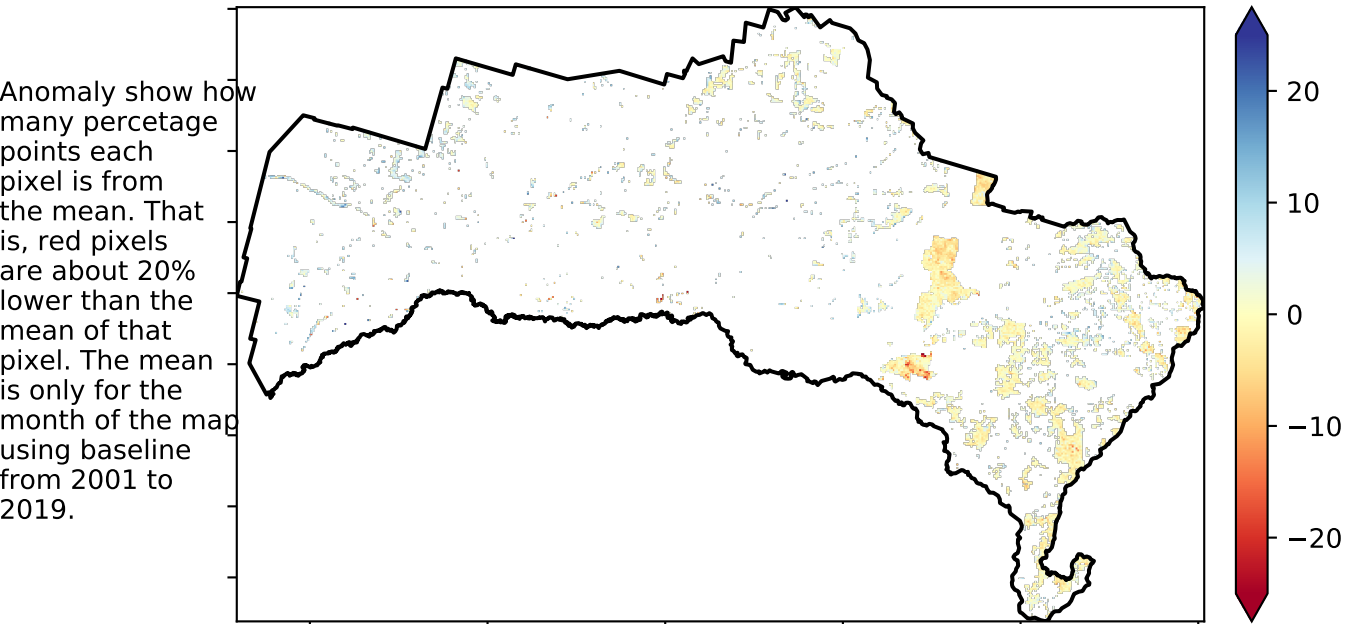 Anomaly show how
many percetage
points each
pixel is from
the mean. That
is, red pixels
are about 20%
lower than the
mean of that
pixel. The mean
is only for the
month of the map
using baseline
from 2001 to
2019.
20
10
0
−10
−20